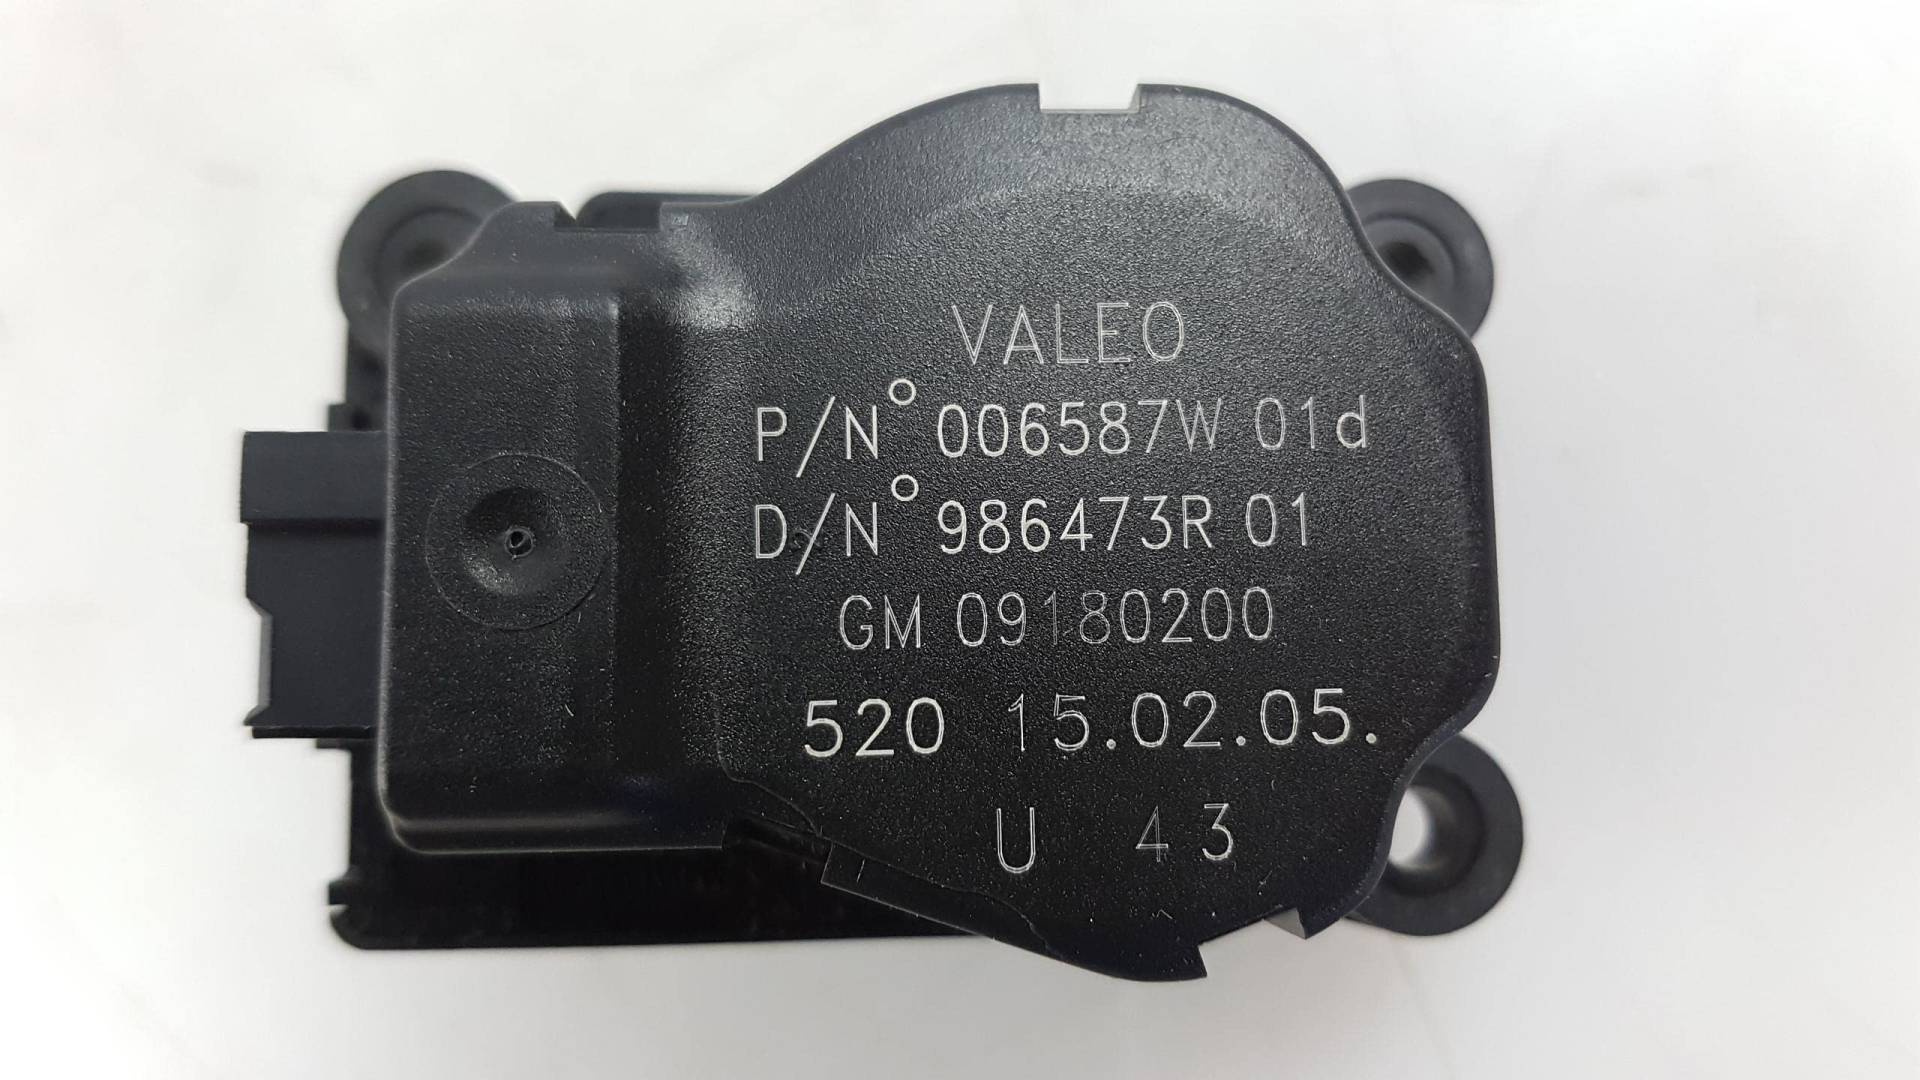 VALEO
P/N° 006587W 01d
D/N° 986473R 01
GM 09180200
520 15.02.05.
U 43